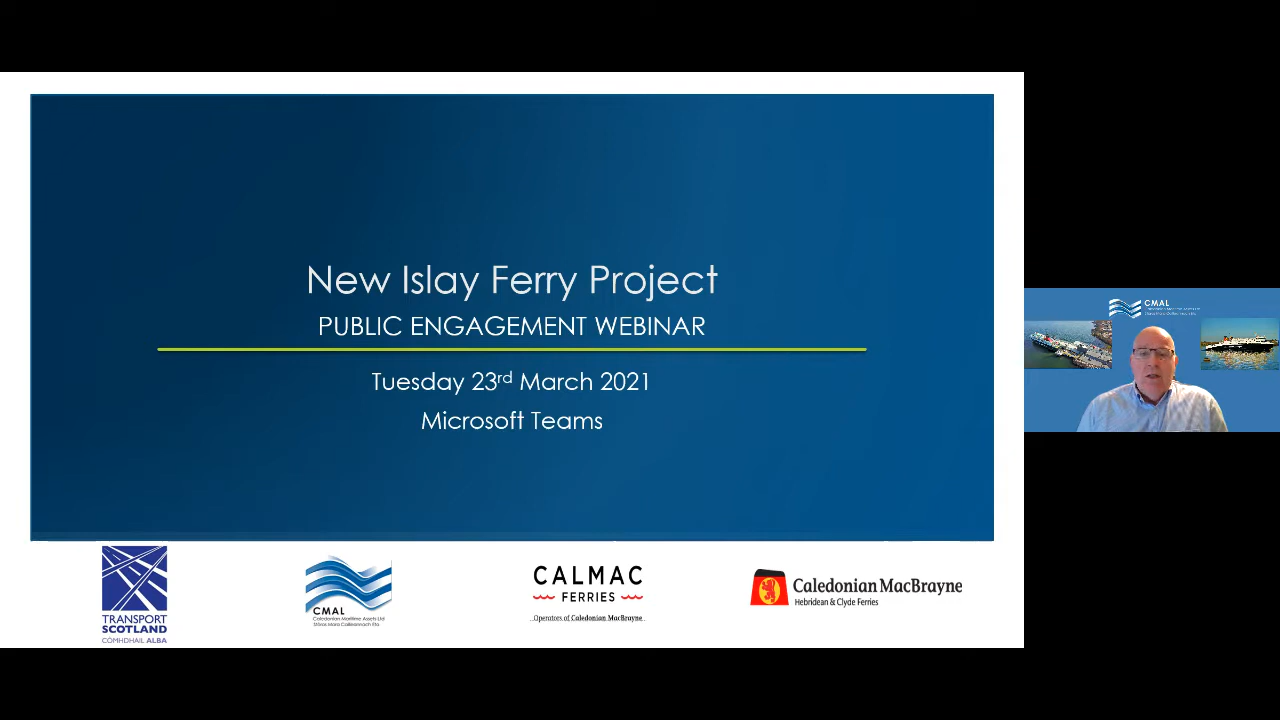 New Islay Ferry Project
PUBLIC ENGAGEMENT WEBINAR
Tuesday 23rd March 2021
Microsoft Teams
TRANSPORT
SCOTLAND
CÒMHDHAIL ALBA
CMAL
Caledonian Maritime Assets Ltd
CALMAC
FERRIES
Operators of Caledonian MacBrayne
Caledonian MacBrayne
Hebridean & Clyde Ferries
CMAL